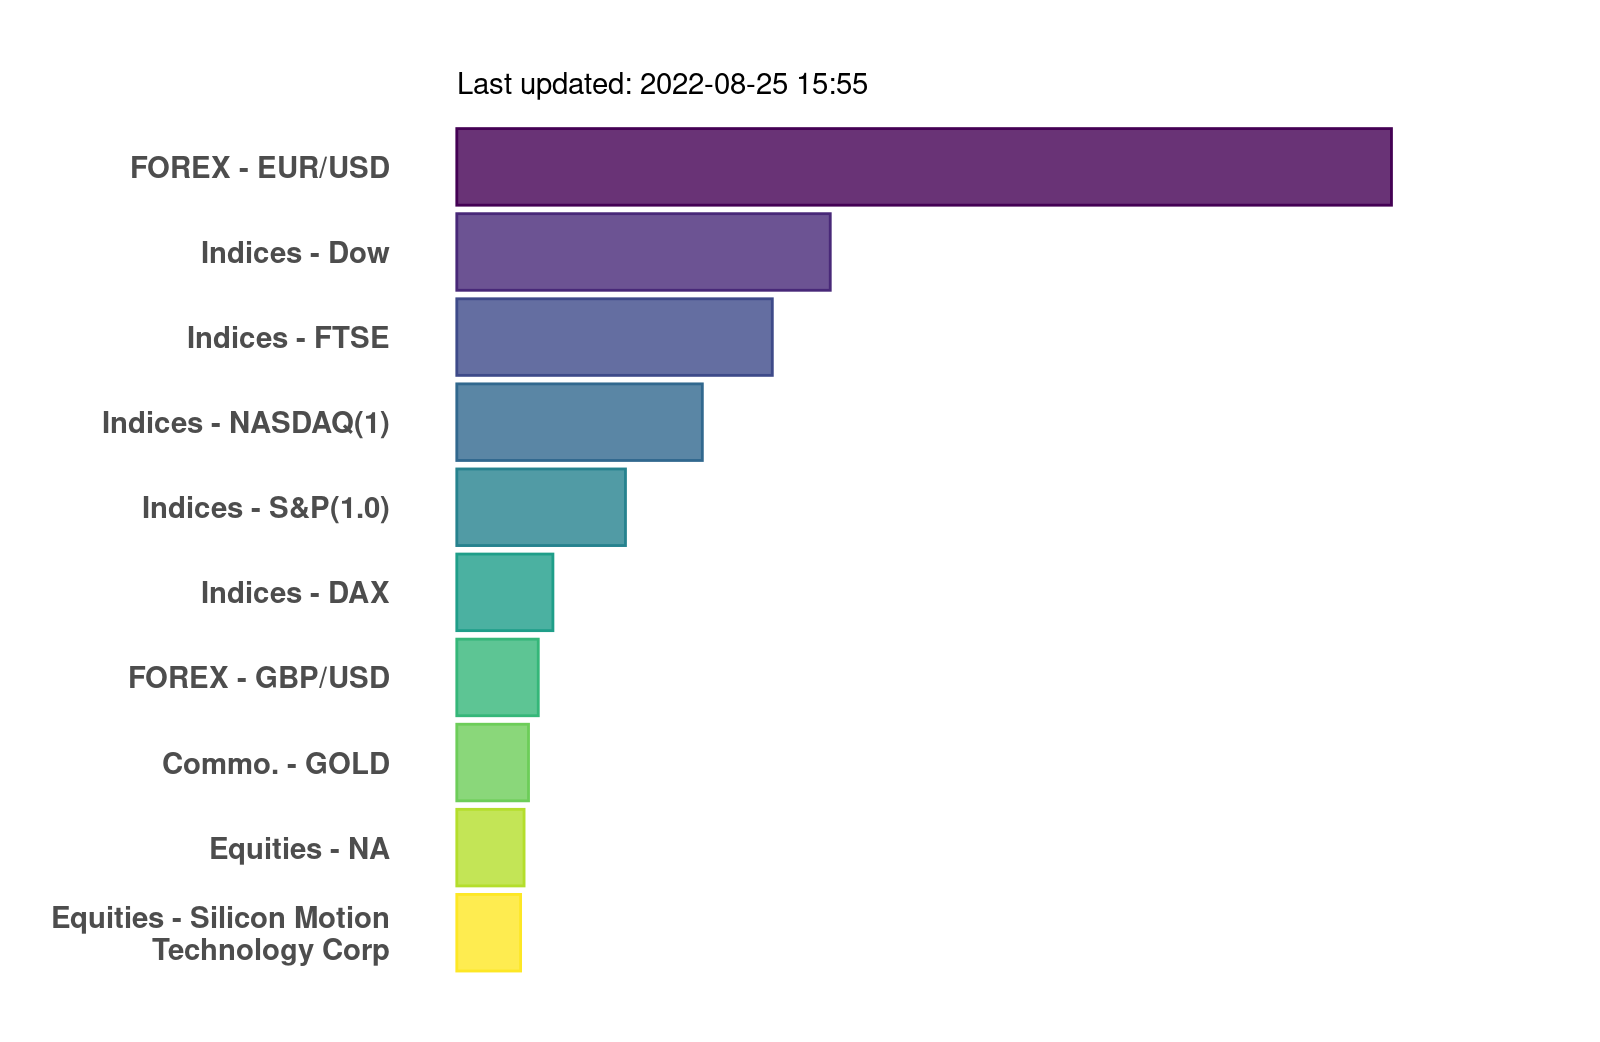 Last updated: 2022-08-25 15:55
FOREX - EUR/USD
Indices - Dow
Indices - FTSE
Indices - NASDAQ(1)
Indices - S&P(1.0)
Indices - DAX
FOREX - GBP/USD
Commo. - GOLD
Equities - NA
Equities - Silicon Motion
Technology Corp